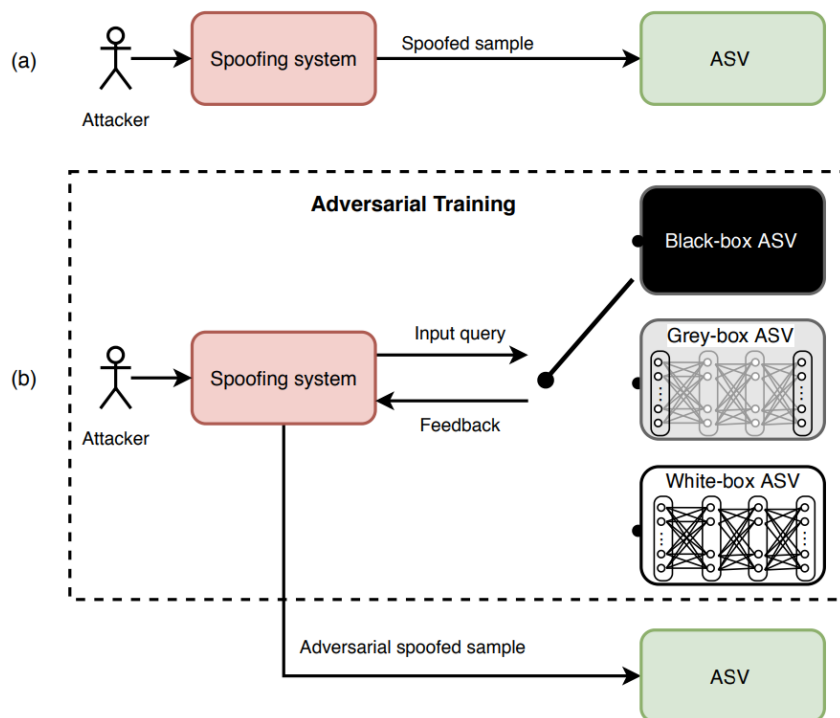 (a)
Attacker
Spoofing system
Spoofed sample
ASV
Adversarial Training
Black-box ASV
(b)
Attacker
Spoofing system
Input query
Feedback
Grey-box ASV
White-box ASV
Adversarial spoofed sample
ASV